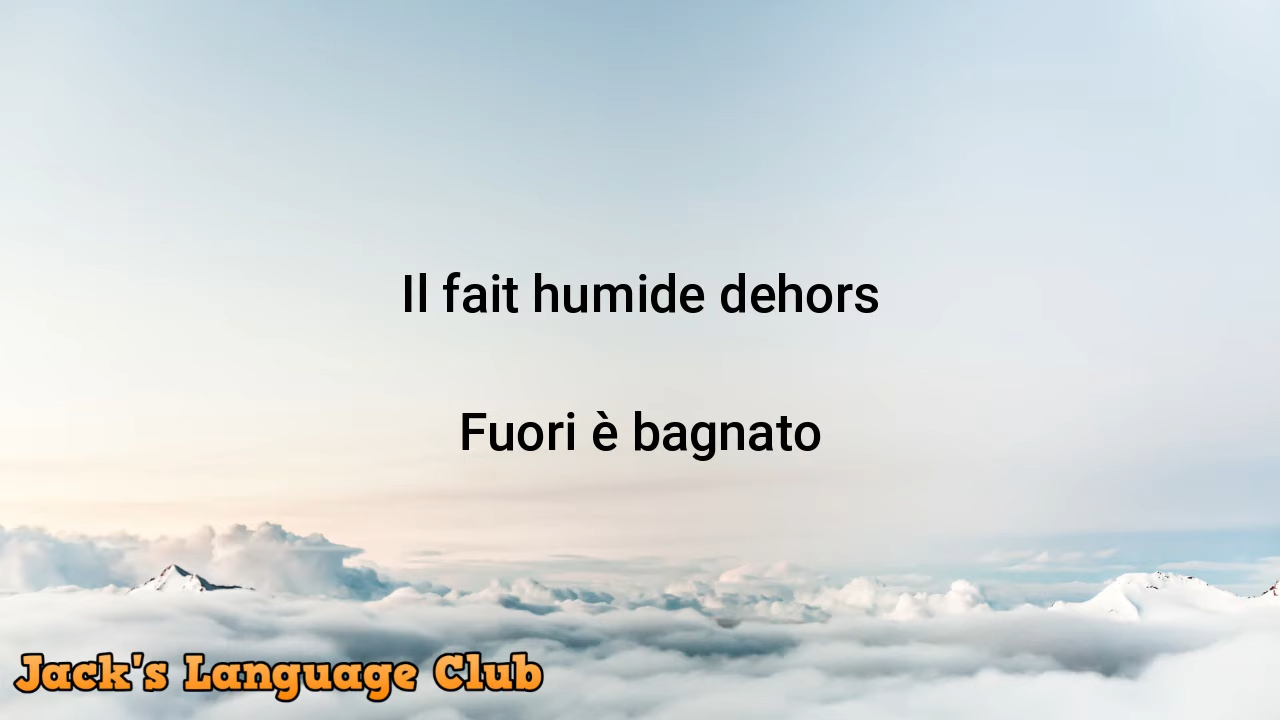 Il fait humide dehors
Fuori è bagnato
Jack's Language Club